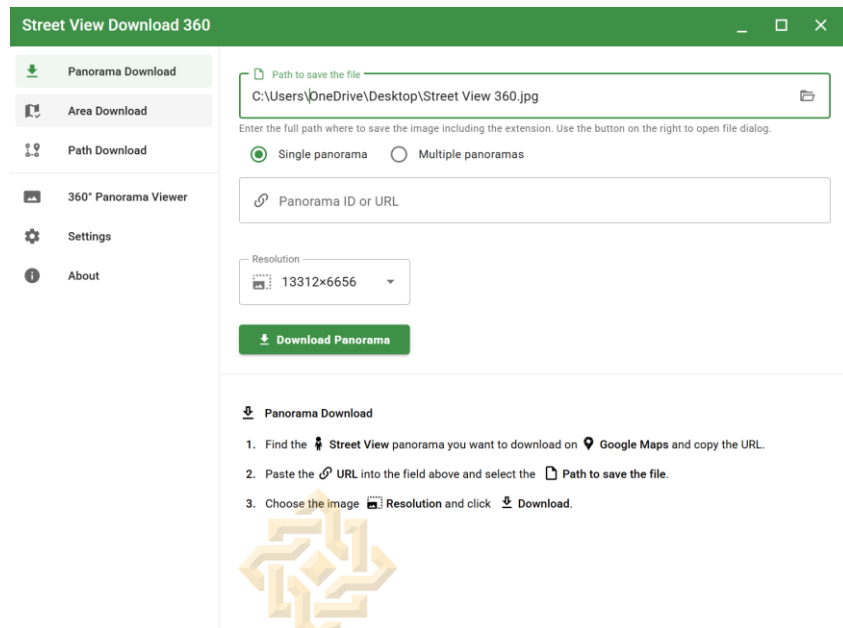 Street View Download 360
Panorama Download
Area Download
Path Download
360° Panorama Viewer
Settings
About
Path to save the file
C:\Users\OneDrive\Desktop\Street View 360.jpg
Enter the full path where to save the image including the extension. Use the button on the right to open file dialog.
Single panorama Multiple panoramas
Panorama ID or URL
Resolution
13312×6656
Download Panorama
Panorama Download
1. Find the Street View panorama you want to download on Google Maps and copy the URL.
2. Paste the URL into the field above and select the Path to save the file.
3. Choose the image Resolution and click Download.